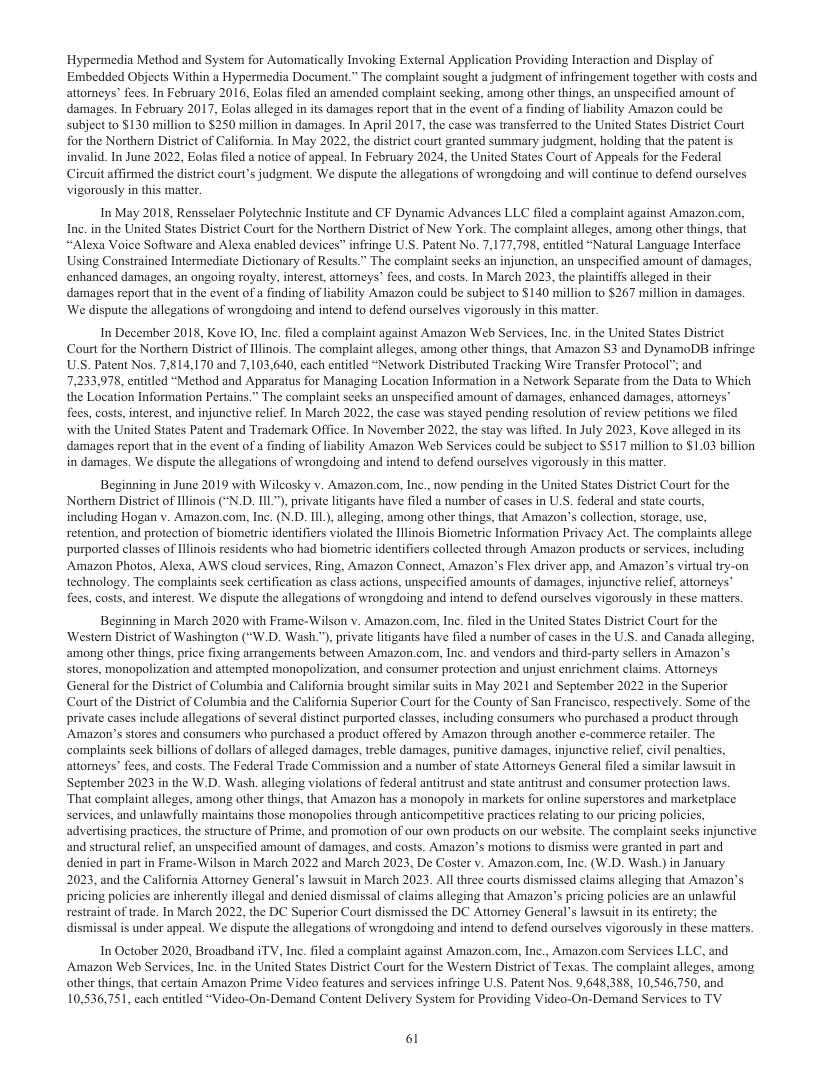 Hypermedia Method and System for Automatically Invoking External Application Providing Interaction and Display of
Embedded Objects Within a Hypermedia Document.” The complaint sought a judgment of infringement together with costs and
attorneys’ fees. In February 2016, Eolas filed an amended complaint seeking, among other things, an unspecified amount of
damages. In February 2017, Eolas alleged in its damages report that in the event of a finding of liability Amazon could be
subject to $130 million to $250 million in damages. In April 2017, the case was transferred to the United States District Court
for the Northern District of California. In May 2022, the district court granted summary judgment, holding that the patent is
invalid. In June 2022, Eolas filed a notice of appeal. In February 2024, the United States Court of Appeals for the Federal
Circuit affirmed the district court’s judgment. We dispute the allegations of wrongdoing and will continue to defend ourselves
vigorously in this matter.
In May 2018, Rensselaer Polytechnic Institute and CF Dynamic Advances LLC filed a complaint against Amazon.com,
Inc. in the United States District Court for the Northern District of New York. The complaint alleges, among other things, that
“Alexa Voice Software and Alexa enabled devices” infringe U.S. Patent No. 7,177,798, entitled “Natural Language Interface
Using Constrained Intermediate Dictionary of Results.” The complaint seeks an injunction, an unspecified amount of damages,
enhanced damages, an ongoing royalty, interest, attorneys’ fees, and costs. In March 2023, the plaintiffs alleged in their
damages report that in the event of a finding of liability Amazon could be subject to $140 million to $267 million in damages.
We dispute the allegations of wrongdoing and intend to defend ourselves vigorously in this matter.
In December 2018, Kove IO, Inc. filed a complaint against Amazon Web Services, Inc. in the United States District
Court for the Northern District of Illinois. The complaint alleges, among other things, that Amazon S3 and DynamoDB infringe
U.S. Patent Nos. 7,814,170 and 7,103,640, each entitled “Network Distributed Tracking Wire Transfer Protocol”; and
7,233,978, entitled “Method and Apparatus for Managing Location Information in a Network Separate from the Data to Which
the Location Information Pertains.” The complaint seeks an unspecified amount of damages, enhanced damages, attorneys’
fees, costs, interest, and injunctive relief. In March 2022, the case was stayed pending resolution of review petitions we filed
with the United States Patent and Trademark Office. In November 2022, the stay was lifted. In July 2023, Kove alleged in its
damages report that in the event of a finding of liability Amazon Web Services could be subject to $517 million to $1.03 billion
in damages. We dispute the allegations of wrongdoing and intend to defend ourselves vigorously in this matter.
Beginning in June 2019 with Wilcosky v. Amazon.com, Inc., now pending in the United States District Court for the
Northern District of Illinois (“N.D. Ill.”), private litigants have filed a number of cases in U.S. federal and state courts,
including Hogan v. Amazon.com, Inc. (N.D. Ill.), alleging, among other things, that Amazon’s collection, storage, use,
retention, and protection of biometric identifiers violated the Illinois Biometric Information Privacy Act. The complaints allege
purported classes of Illinois residents who had biometric identifiers collected through Amazon products or services, including
Amazon Photos, Alexa, AWS cloud services, Ring, Amazon Connect, Amazon’s Flex driver app, and Amazon’s virtual try-on
technology. The complaints seek certification as class actions, unspecified amounts of damages, injunctive relief, attorneys’
fees, costs, and interest. We dispute the allegations of wrongdoing and intend to defend ourselves vigorously in these matters.
Beginning in March 2020 with Frame-Wilson v. Amazon.com, Inc. filed in the United States District Court for the
Western District of Washington (“W.D. Wash.”), private litigants have filed a number of cases in the U.S. and Canada alleging,
among other things, price fixing arrangements between Amazon.com, Inc. and vendors and third-party sellers in Amazon’s
stores, monopolization and attempted monopolization, and consumer protection and unjust enrichment claims. Attorneys
General for the District of Columbia and California brought similar suits in May 2021 and September 2022 in the Superior
Court of the District of Columbia and the California Superior Court for the County of San Francisco, respectively. Some of the
private cases include allegations of several distinct purported classes, including consumers who purchased a product through
Amazon’s stores and consumers who purchased a product offered by Amazon through another e-commerce retailer. The
complaints seek billions of dollars of alleged damages, treble damages, punitive damages, injunctive relief, civil penalties,
attorneys’ fees, and costs. The Federal Trade Commission and a number of state Attorneys General filed a similar lawsuit in
September 2023 in the W.D. Wash. alleging violations of federal antitrust and state antitrust and consumer protection laws.
That complaint alleges, among other things, that Amazon has a monopoly in markets for online superstores and marketplace
services, and unlawfully maintains those monopolies through anticompetitive practices relating to our pricing policies,
advertising practices, the structure of Prime, and promotion of our own products on our website. The complaint seeks injunctive
and structural relief, an unspecified amount of damages, and costs. Amazon’s motions to dismiss were granted in part and
denied in part in Frame-Wilson in March 2022 and March 2023, De Coster v. Amazon.com, Inc. (W.D. Wash.) in January
2023, and the California Attorney General’s lawsuit in March 2023. All three courts dismissed claims alleging that Amazon’s
pricing policies are inherently illegal and denied dismissal of claims alleging that Amazon’s pricing policies are an unlawful
restraint of trade. In March 2022, the DC Superior Court dismissed the DC Attorney General’s lawsuit in its entirety; the
dismissal is under appeal. We dispute the allegations of wrongdoing and intend to defend ourselves vigorously in these matters.
In October 2020, Broadband iTV, Inc. filed a complaint against Amazon.com, Inc., Amazon.com Services LLC, and
Amazon Web Services, Inc. in the United States District Court for the Western District of Texas. The complaint alleges, among
other things, that certain Amazon Prime Video features and services infringe U.S. Patent Nos. 9,648,388, 10,546,750, and
10,536,751, each entitled “Video-On-Demand Content Delivery System for Providing Video-On-Demand Services to TV
61